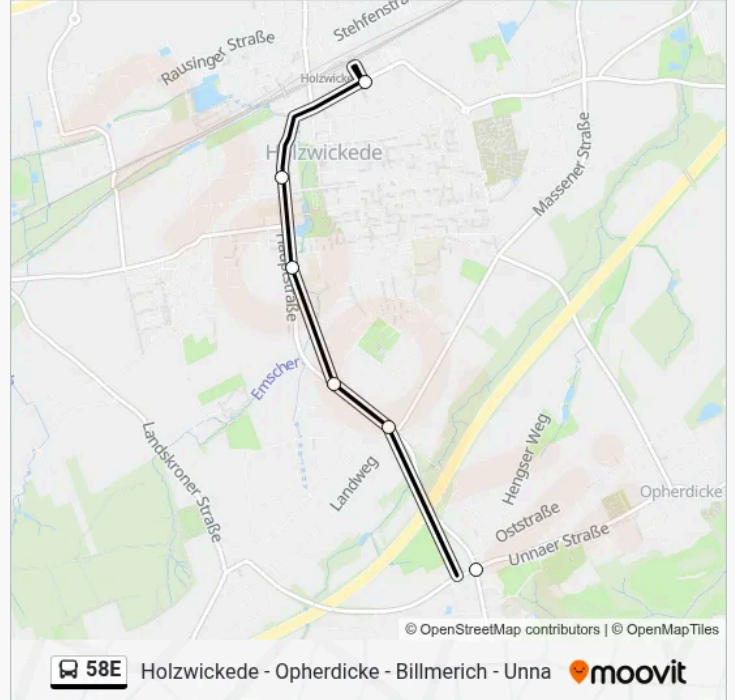 Stehfenstra
Rausinger Straße
Holzwicke
Holzwickede
Massener Straße
Hauptstraße
Emscher
Landskroner Straße
Landweg
Hengser Weg
Opherdicke
Oststraße
Unnaer Straße
© OpenStreetMap contributors | © OpenMapTiles
58E Holzwickede - Opherdicke - Billmerich - Unna moovit